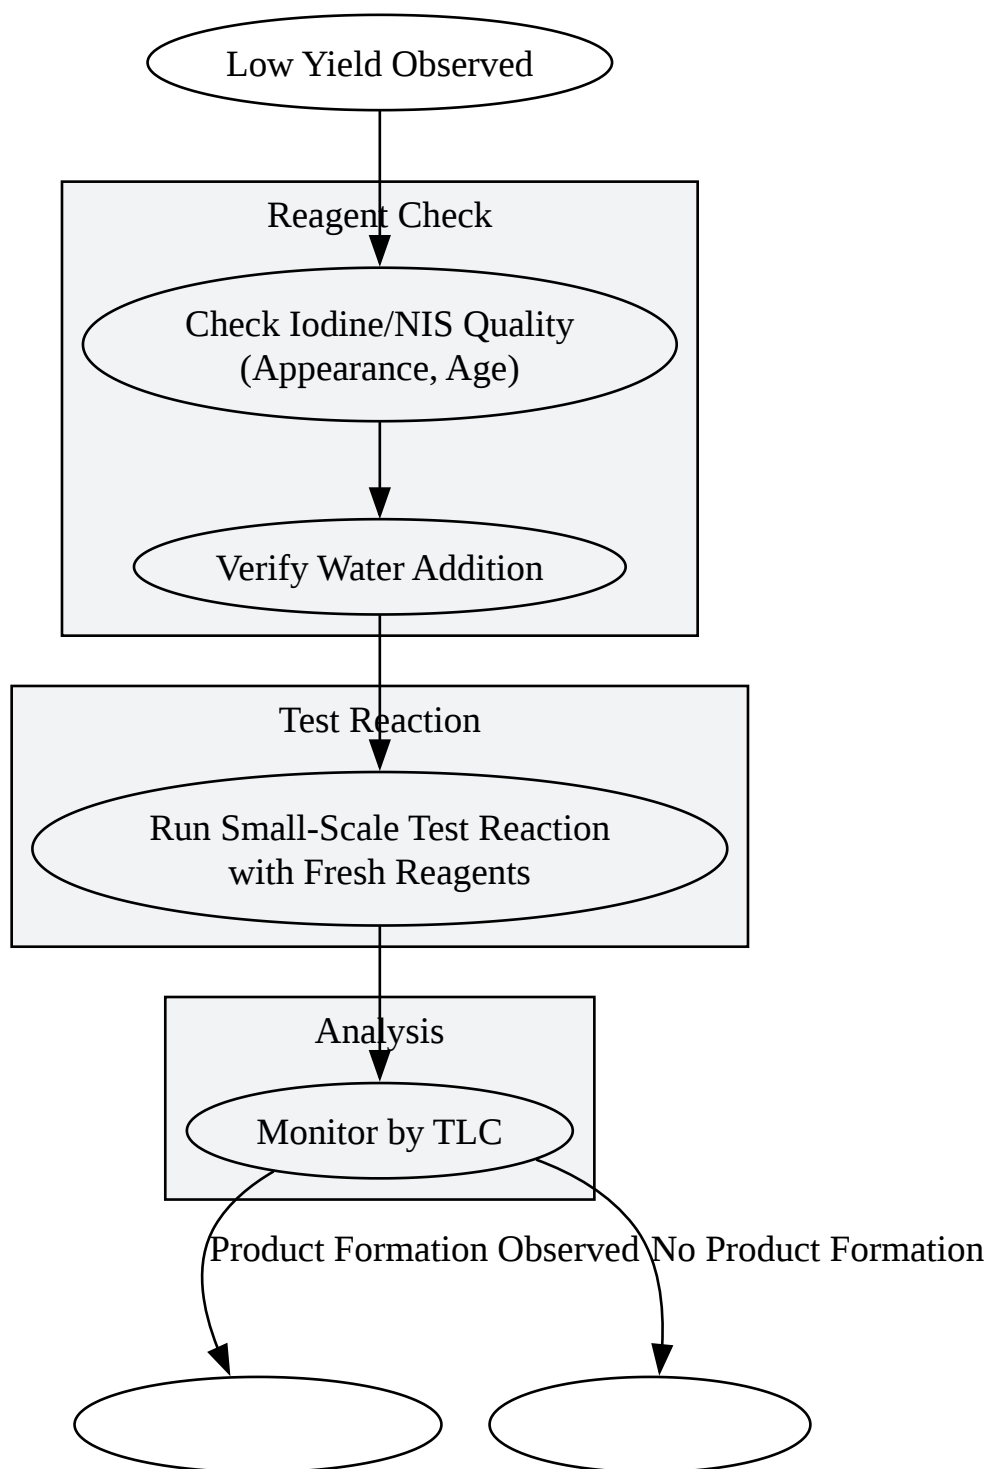 Low Yield Observed
Reagent Check
Check Iodine/NIS Quality
(Appearance, Age)
Verify Water Addition
Test Reaction
Run Small-Scale Test Reaction
with Fresh Reagents
Analysis
Monitor by TLC
Product Formation Observed
No Product Formation